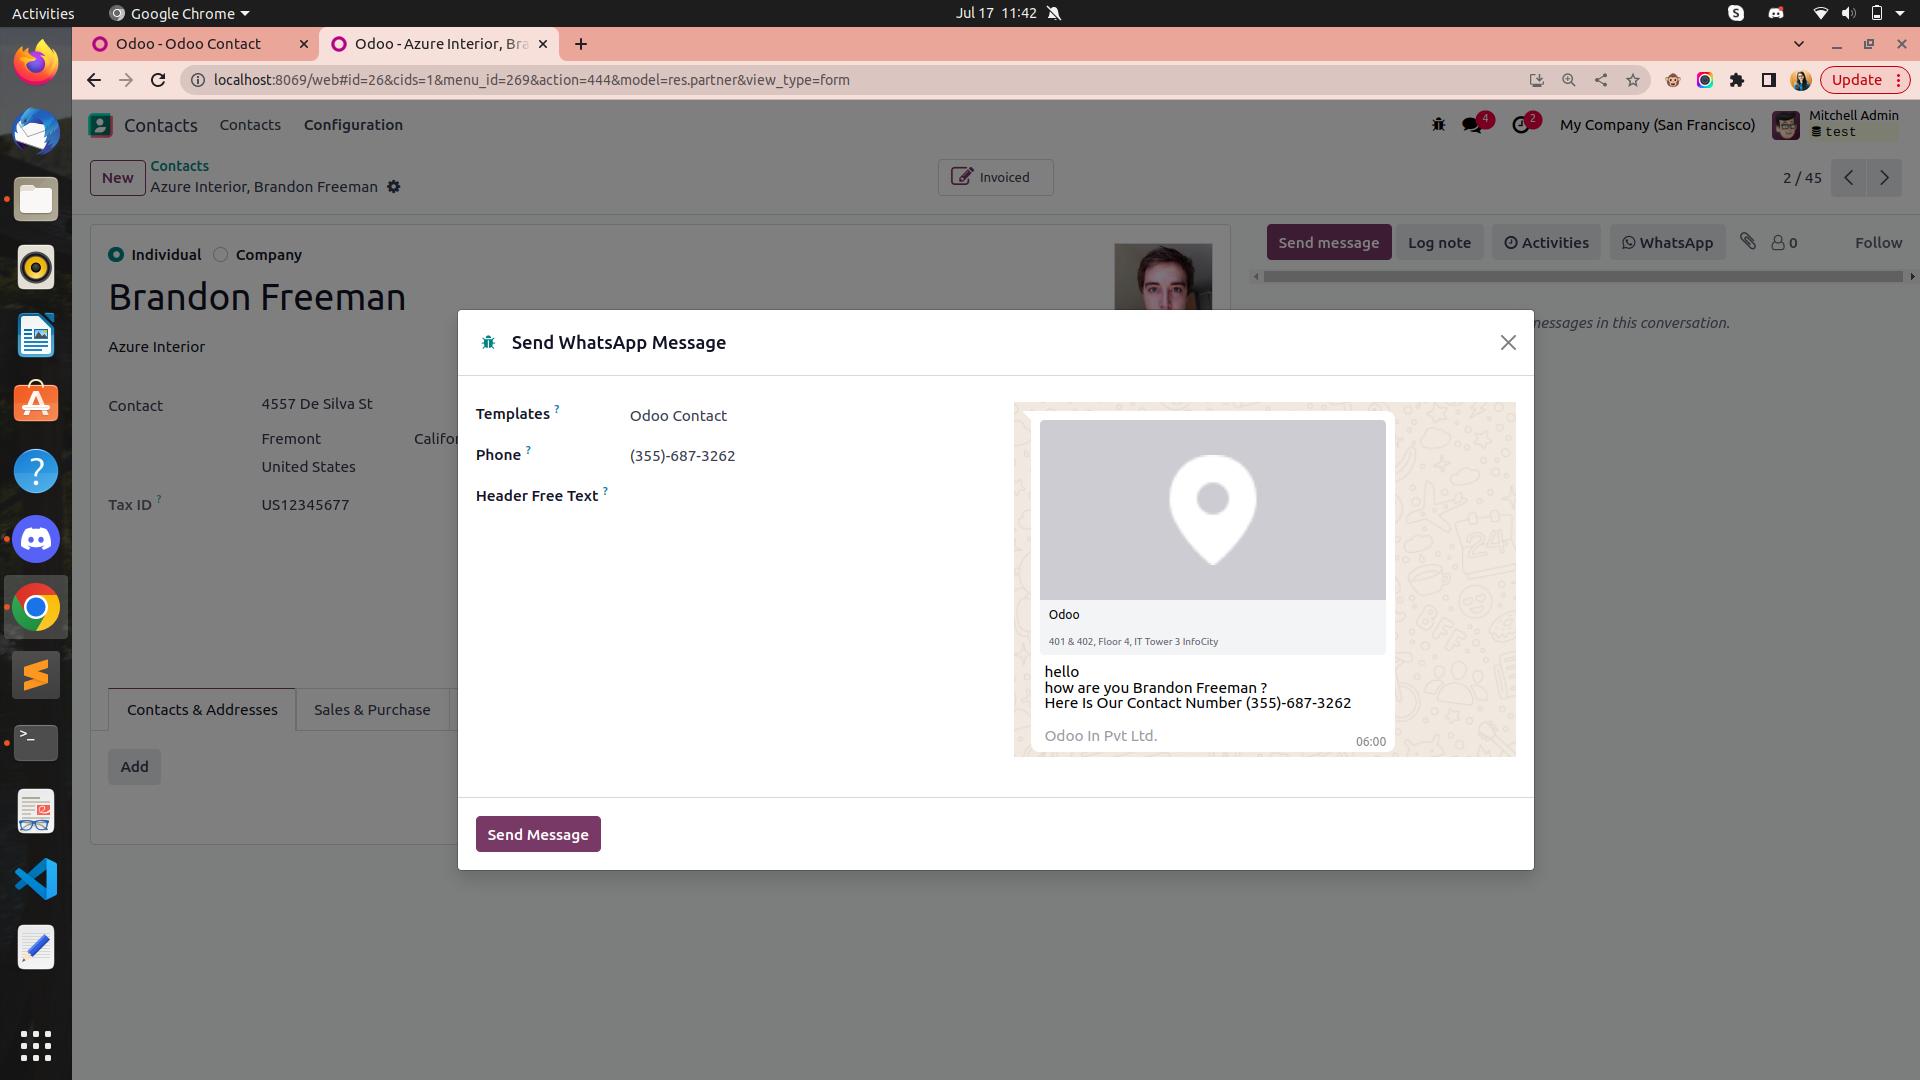 Activities
Google Chrome
Jul 17 11:42
Odoo - Odoo Contact
Odoo - Azure Interior, Bra
localhost:8069/web#id=26&cids=1&menu_id=269&action=444&model=res.partner&view_type=form
Update
Contacts
Contacts
Configuration
4
2
My Company (San Francisco)
Mitchell Admin
test
New
Contacts
Azure Interior, Brandon Freeman
Invoiced
2 / 45
Individual
Company
Send message
Log note
Activities
WhatsApp
0
Follow
Brandon Freeman
Azure Interior
messages in this conversation.
Contact
4557 De Silva St
Fremont
Califor
United States
Tax ID ?
US12345677
Contacts & Addresses
Sales & Purchase
Add
Send WhatsApp Message
Templates ?
Odoo Contact
Phone ?
(355)-687-3262
Header Free Text ?
Odoo
401 & 402, Floor 4, IT Tower 3 InfoCity
hello
how are you Brandon Freeman ?
Here Is Our Contact Number (355)-687-3262
Odoo In Pvt Ltd.
06:00
Send Message